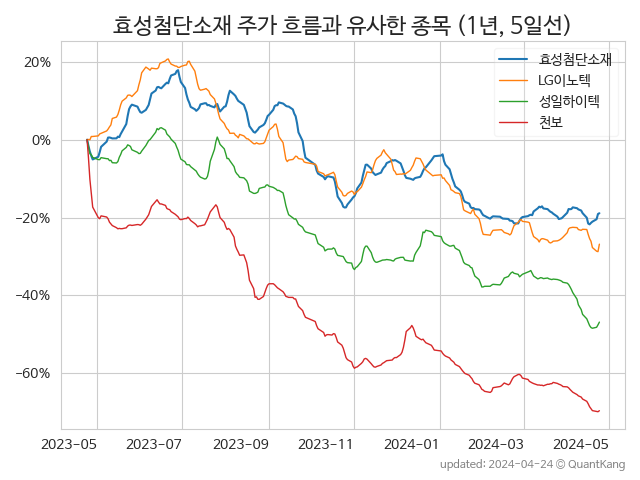 효성첨단소재 주가 흐름과 유사한 종목 (1년, 5일선)
효성첨단소재
LG이노텍
성일하이텍
천보
20%
0%
−20%
−40%
−60%
2023-05
2023-07
2023-09
2023-11
2024-01
2024-03
2024-05
updated: 2024-04-24 © QuantKang